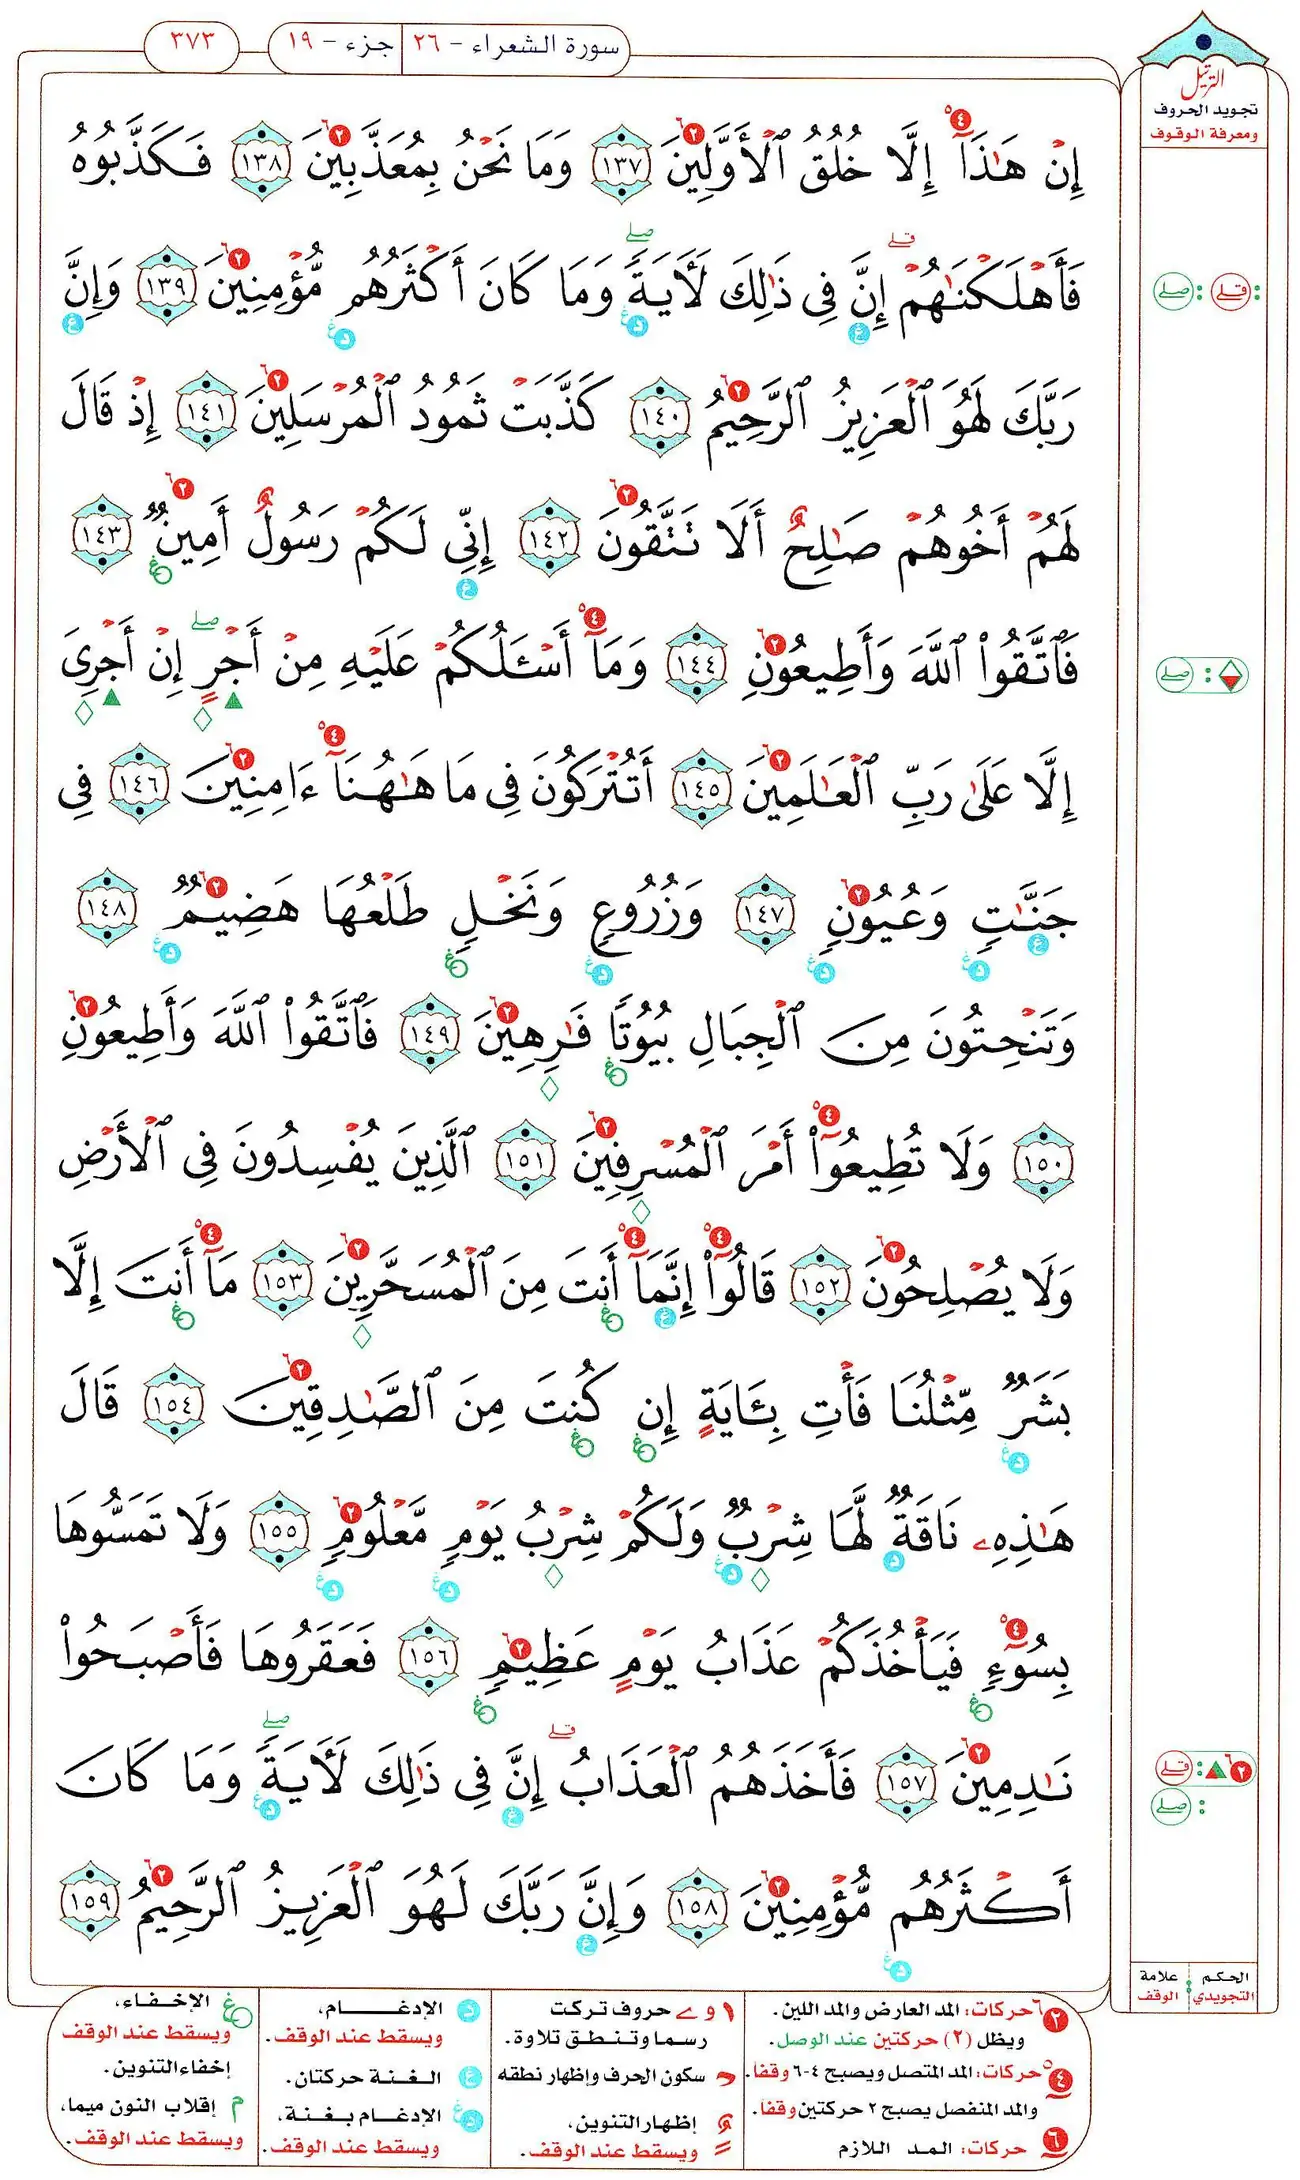 سورة الشعراء - ٢٦ جزء - ١٩ ٣٧٣
الترتيل
تجويد الحروف
ومعرفة الوقوف
إِنْ هَٰذَآ إِلَّا خُلُقُ ٱلْأَوَّلِينَ ١٣٧ وَمَا نَحْنُ بِمُعَذَّبِينَ ١٣٨ فَكَذَّبُوهُ
فَأَهْلَكْنَٰهُمْ ۗ إِنَّ فِى ذَٰلِكَ لَأَيَةً ۖ وَمَا كَانَ أَكْثَرُهُم مُّؤْمِنِينَ ١٣٩ وَإِنَّ
رَبَّكَ لَهُوَ ٱلْعَزِيزُ ٱلرَّحِيمُ ١٤٠ كَذَّبَتْ ثَمُودُ ٱلْمُرْسَلِينَ ١٤١ إِذْ قَالَ
لَهُمْ أَخُوهُمْ صَٰلِحٌ أَلَا تَتَّقُونَ ١٤٢ إِنِّى لَكُمْ رَسُولٌ أَمِينٌ ١٤٣
فَٱتَّقُوا۟ ٱللَّهَ وَأَطِيعُونِ ١٤٤ وَمَآ أَسْـَٔلُكُمْ عَلَيْهِ مِنْ أَجْرٍ ۖ إِنْ أَجْرِىَ
إِلَّا عَلَىٰ رَبِّ ٱلْعَٰلَمِينَ ١٤٥ أَتُتْرَكُونَ فِى مَا هَٰهُنَآ ءَامِنِينَ ١٤٦ فِى
جَنَّٰتٍ وَعُيُونٍ ١٤٧ وَزُرُوعٍ وَنَخْلٍ طَلْعُهَا هَضِيمٌ ١٤٨
وَتَنْحِتُونَ مِنَ ٱلْجِبَالِ بُيُوتًا فَٰرِهِينَ ١٤٩ فَٱتَّقُوا۟ ٱللَّهَ وَأَطِيعُونِ
١٥٠ وَلَا تُطِيعُوٓا۟ أَمْرَ ٱلْمُسْرِفِينَ ١٥١ ٱلَّذِينَ يُفْسِدُونَ فِى ٱلْأَرْضِ
وَلَا يُصْلِحُونَ ١٥٢ قَالُوٓا۟ إِنَّمَآ أَنتَ مِنَ ٱلْمُسَحَّرِينَ ١٥٣ مَآ أَنتَ إِلَّا
بَشَرٌ مِّثْلُنَا فَأْتِ بِـَٔايَةٍ إِن كُنتَ مِنَ ٱلصَّٰدِقِينَ ١٥٤ قَالَ
هَٰذِهِۦ نَاقَةٌ لَّهَا شِرْبٌ وَلَكُمْ شِرْبُ يَوْمٍ مَّعْلُومٍ ١٥٥ وَلَا تَمَسُّوهَا
بِسُوٓءٍ فَيَأْخُذَكُمْ عَذَابُ يَوْمٍ عَظِيمٍ ١٥٦ فَعَقَرُوهَا فَأَصْبَحُوا۟
نَٰدِمِينَ ١٥٧ فَأَخَذَهُمُ ٱلْعَذَابُ ۗ إِنَّ فِى ذَٰلِكَ لَأَيَةً ۖ وَمَا كَانَ
أَكْثَرُهُم مُّؤْمِنِينَ ١٥٨ وَإِنَّ رَبَّكَ لَهُوَ ٱلْعَزِيزُ ٱلرَّحِيمُ ١٥٩
الحكم التجويدي
علامة الوقف
٢ ٦ حركات: المد العارض والمد اللين.
ويظل (٢) حركتين عند الوصل.
٤ ٥ حركات: المد المتصل ويصبح ٤-٦ وقفاً.
والمد المنفصل يصبح ٢ حركتين وقفاً.
٦ حركات: المد اللازم
ا و ے حروف تركت
رسما وتنطق تلاوة.
سكون الحرف وإظهار نطقه
إظهار التنوين،
ويسقط عند الوقف.
د الإدغام،
ويسقط عند الوقف.
غ الغنة حركتان.
دغ الإدغام بغنة،
ويسقط عند الوقف.
غ الإخفاء،
ويسقط عند الوقف
إخفاء التنوين.
م إقلاب النون ميما،
ويسقط عند الوقف.